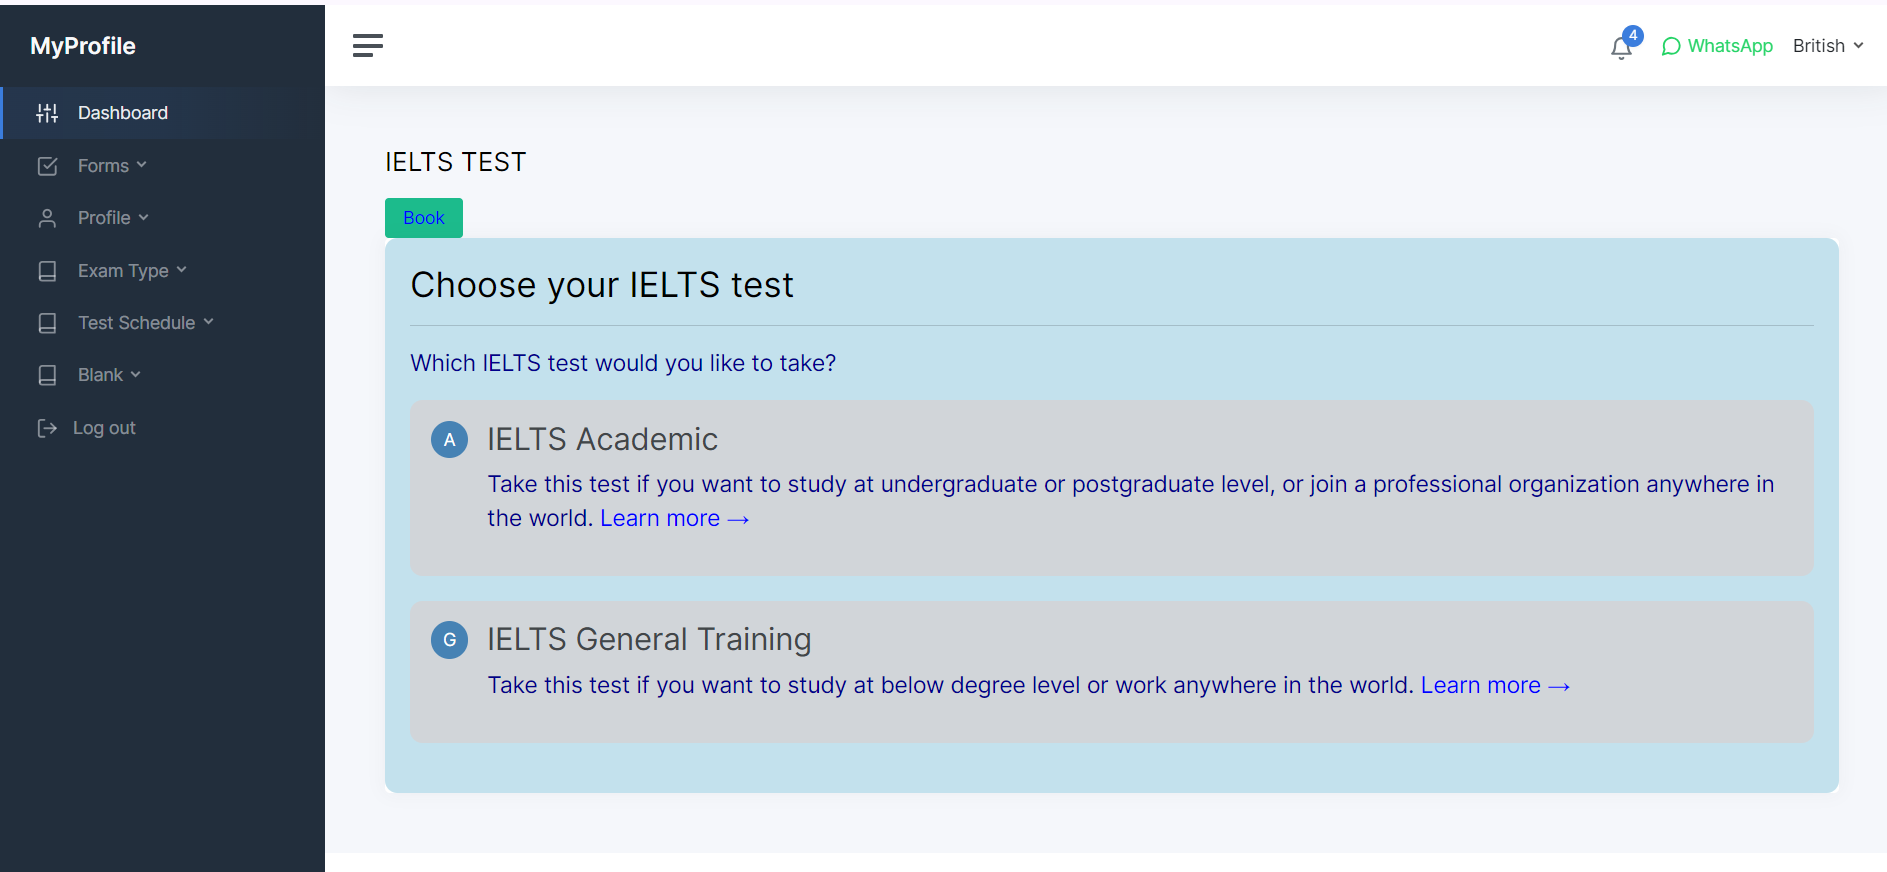 MyProfile
Dashboard
Forms
Profile
Exam Type
Test Schedule
Blank
Log out
4
WhatsApp
British
IELTS TEST
Book
Choose your IELTS test
Which IELTS test would you like to take?
A
IELTS Academic
Take this test if you want to study at undergraduate or postgraduate level, or join a professional organization anywhere in
the world. Learn more →
G
IELTS General Training
Take this test if you want to study at below degree level or work anywhere in the world. Learn more →